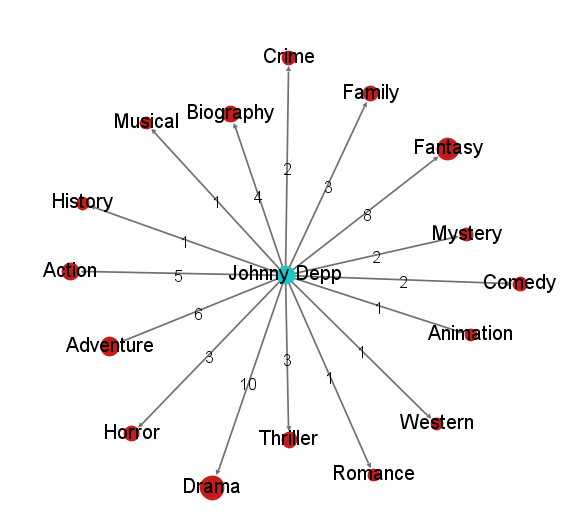 Crime
Family
Biography
Musical
Fantasy
2
3
4
History
1
8
Mystery
1
2
Action
5
Johnny Depp
2
Comedy
6
1
Animation
Adventure
3
3
1
10
1
Western
Horror
Thriller
Romance
Drama